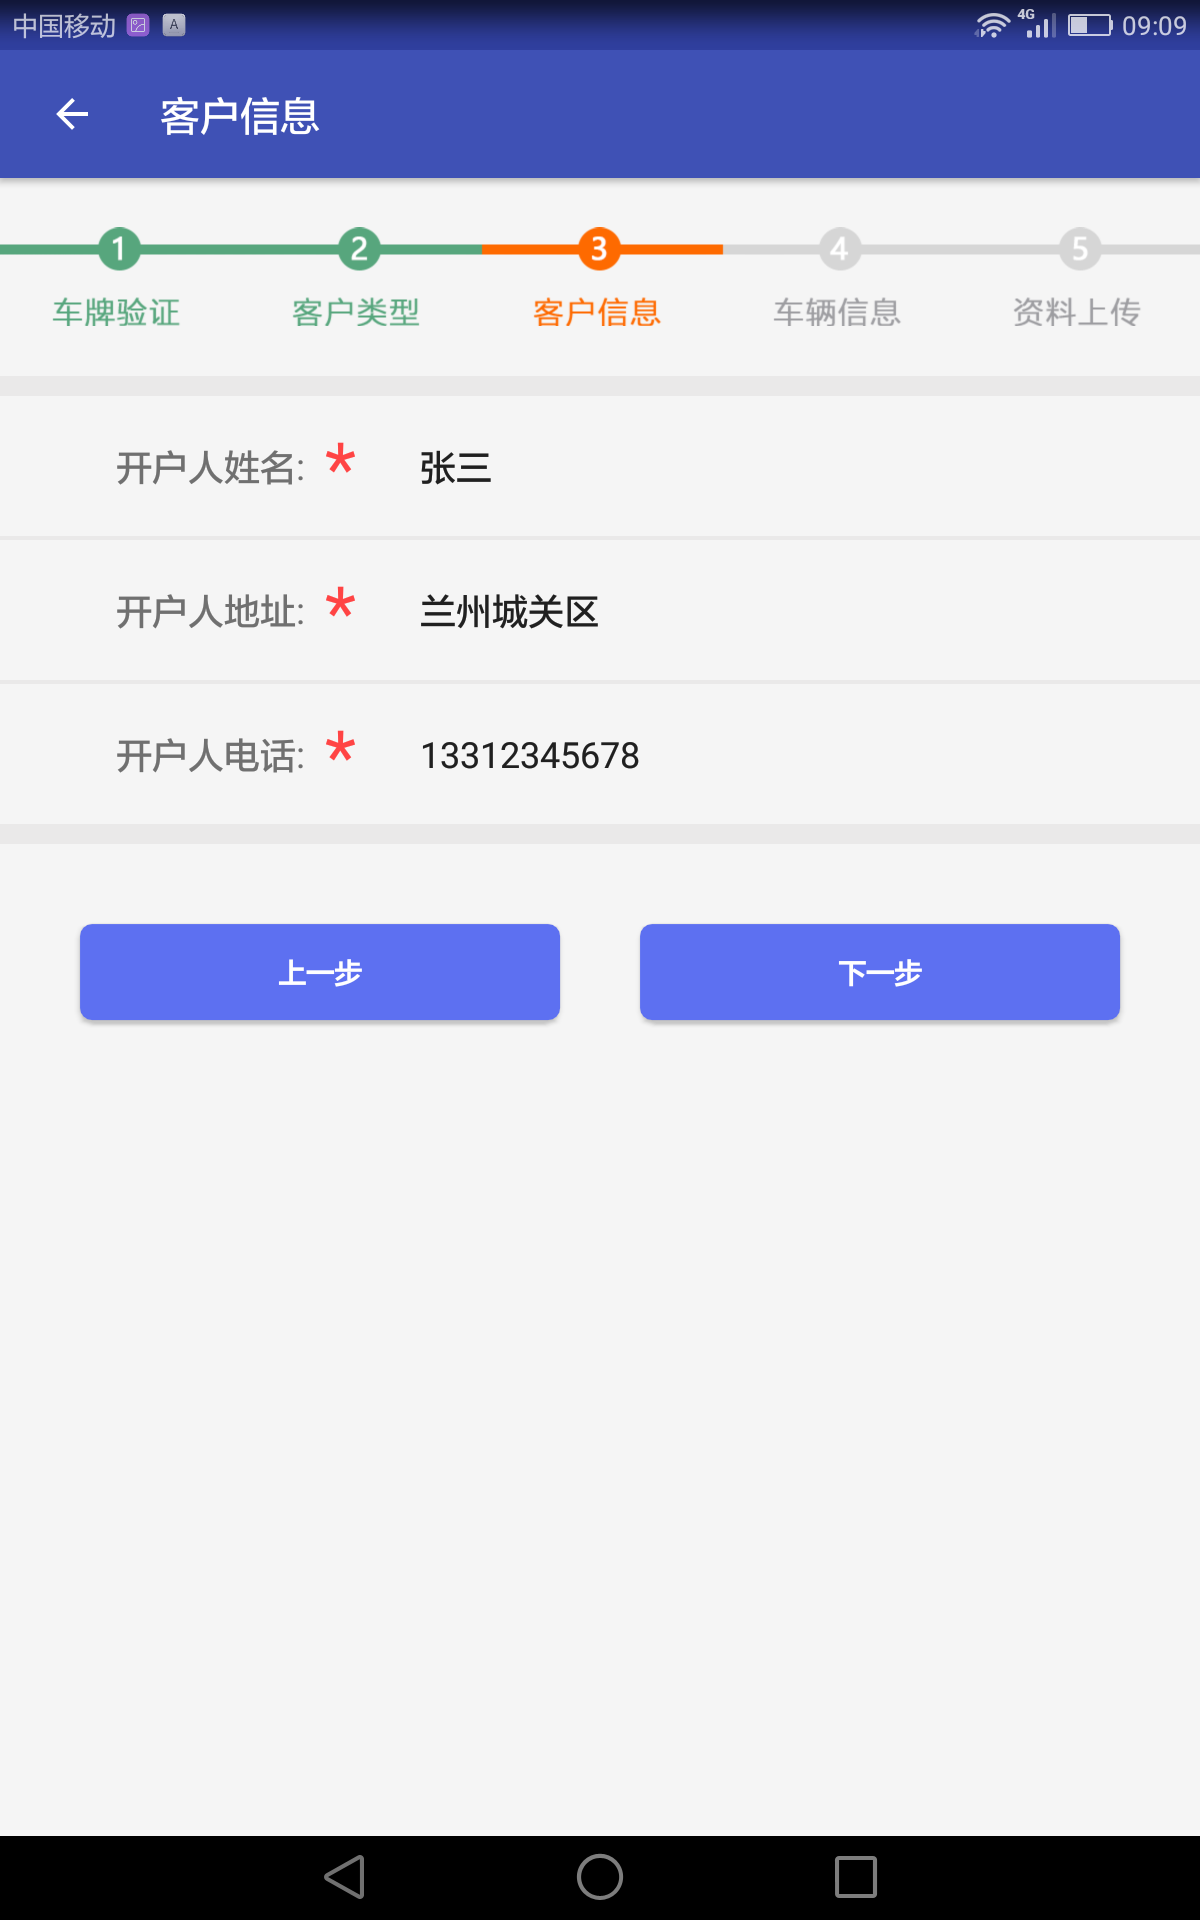 中国移动 A 4G 09:09
客户信息
1 2 3 4 5
车牌验证 客户类型 客户信息 车辆信息 资料上传
开户人姓名: * 张三
开户人地址: * 兰州城关区
开户人电话: * 13312345678
上一步 下一步